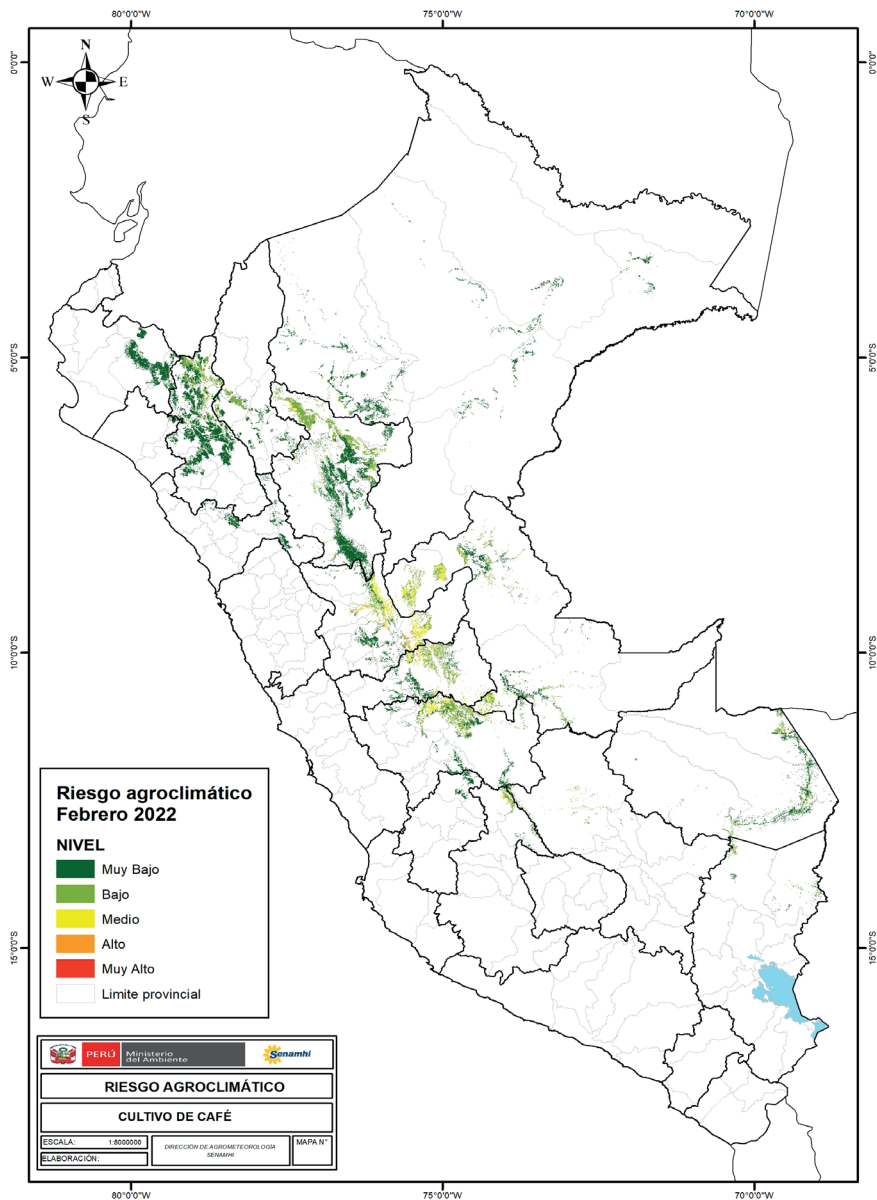 80°0'0"W
75°0'0"W
70°0'0"W
0°0'0"
0°0'0"
N
W
E
S
5°0'0"S
5°0'0"S
10°0'0"S
10°0'0"S
15°0'0"S
15°0'0"S
Riesgo agroclimático
Febrero 2022
NIVEL
Muy Bajo
Bajo
Medio
Alto
Muy Alto
Limite provincial
PERÚ
Ministerio
del Ambiente
Senamhi
RIESGO AGROCLIMÁTICO
CULTIVO DE CAFÉ
ESCALA: 1:8000000
ELABORACIÓN:
DIRECCIÓN DE AGROMETEOROLOGÍA
SENAMHI
MAPA N°
80°0'0"W
75°0'0"W
70°0'0"W